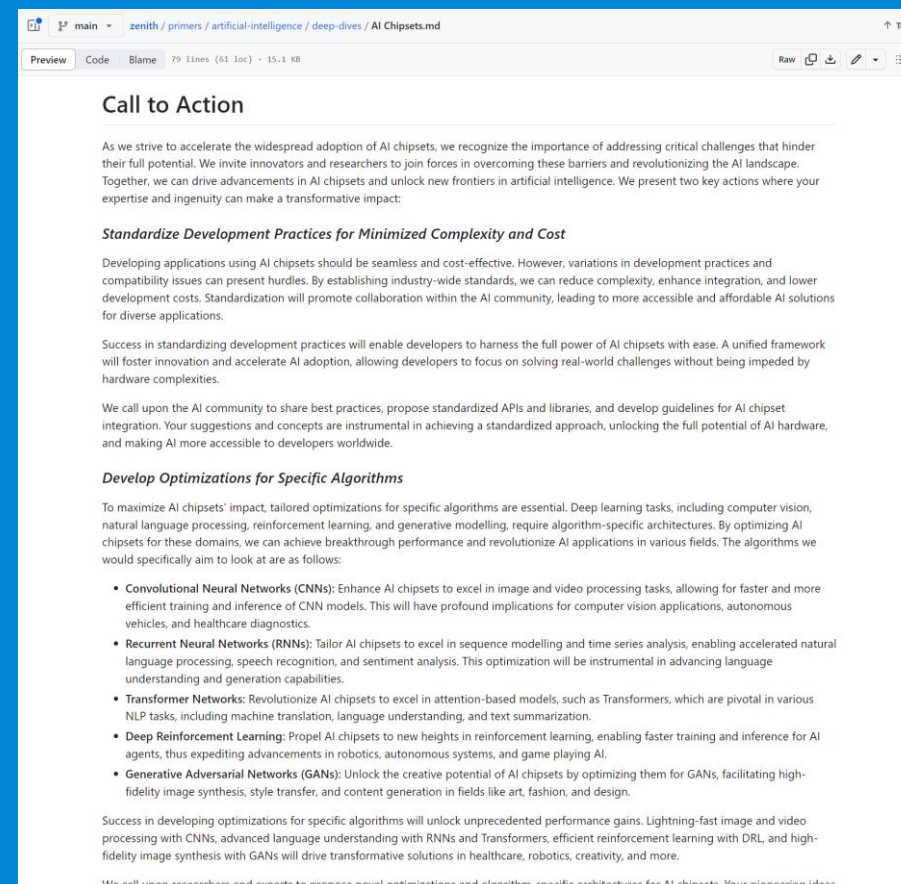 main zenith / primers / artificial-intelligence / deep-dives / AI Chipsets.md
Preview Code Blame 79 lines (61 loc) · 15.1 KB Raw
Call to Action
As we strive to accelerate the widespread adoption of AI chipsets, we recognize the importance of addressing critical challenges that hinder
their full potential. We invite innovators and researchers to join forces in overcoming these barriers and revolutionizing the AI landscape.
Together, we can drive advancements in AI chipsets and unlock new frontiers in artificial intelligence. We present two key actions where your
expertise and ingenuity can make a transformative impact:
Standardize Development Practices for Minimized Complexity and Cost
Developing applications using AI chipsets should be seamless and cost-effective. However, variations in development practices and
compatibility issues can present hurdles. By establishing industry-wide standards, we can reduce complexity, enhance integration, and lower
development costs. Standardization will promote collaboration within the AI community, leading to more accessible and affordable AI solutions
for diverse applications.
Success in standardizing development practices will enable developers to harness the full power of AI chipsets with ease. A unified framework
will foster innovation and accelerate AI adoption, allowing developers to focus on solving real-world challenges without being impeded by
hardware complexities.
We call upon the AI community to share best practices, propose standardized APIs and libraries, and develop guidelines for AI chipset
integration. Your suggestions and concepts are instrumental in achieving a standardized approach, unlocking the full potential of AI hardware,
and making AI more accessible to developers worldwide.
Develop Optimizations for Specific Algorithms
To maximize AI chipsets' impact, tailored optimizations for specific algorithms are essential. Deep learning tasks, including computer vision,
natural language processing, reinforcement learning, and generative modelling, require algorithm-specific architectures. By optimizing AI
chipsets for these domains, we can achieve breakthrough performance and revolutionize AI applications in various fields. The algorithms we
would specifically aim to look at are as follows:
• Convolutional Neural Networks (CNNs): Enhance AI chipsets to excel in image and video processing tasks, allowing for faster and more
efficient training and inference of CNN models. This will have profound implications for computer vision applications, autonomous
vehicles, and healthcare diagnostics.
• Recurrent Neural Networks (RNNs): Tailor AI chipsets to excel in sequence modelling and time series analysis, enabling accelerated natural
language processing, speech recognition, and sentiment analysis. This optimization will be instrumental in advancing language
understanding and generation capabilities.
• Transformer Networks: Revolutionize AI chipsets to excel in attention-based models, such as Transformers, which are pivotal in various
NLP tasks, including machine translation, language understanding, and text summarization.
• Deep Reinforcement Learning: Propel AI chipsets to new heights in reinforcement learning, enabling faster training and inference for AI
agents, thus expediting advancements in robotics, autonomous systems, and game playing AI.
• Generative Adversarial Networks (GANs): Unlock the creative potential of AI chipsets by optimizing them for GANs, facilitating high-
fidelity image synthesis, style transfer, and content generation in fields like art, fashion, and design.
Success in developing optimizations for specific algorithms will unlock unprecedented performance gains. Lightning-fast image and video
processing with CNNs, advanced language understanding with RNNs and Transformers, efficient reinforcement learning with DRL, and high-
fidelity image synthesis with GANs will drive transformative solutions in healthcare, robotics, creativity, and more.
We call upon researchers and experts to propose novel optimizations and algorithm-specific architectures for AI chipsets. Your pioneering ideas